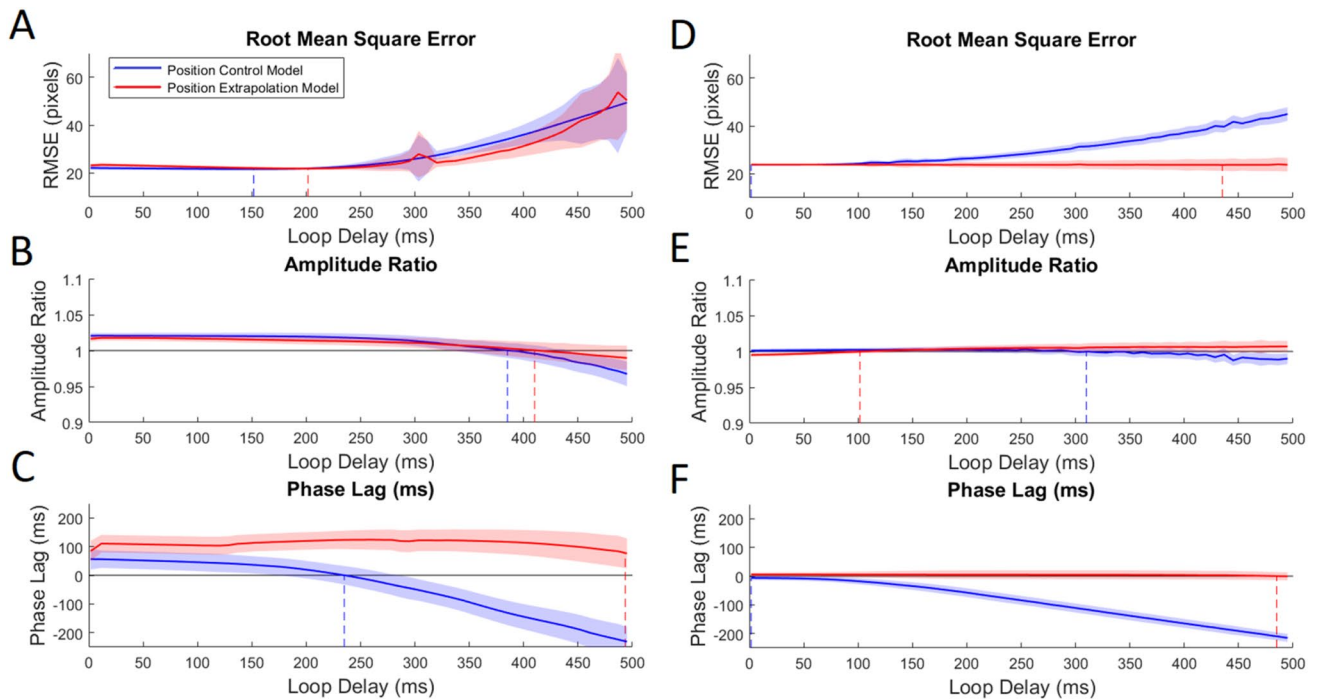 A
Root Mean Square Error
Position Control Model
Position Extrapolation Model
RMSE (pixels)
60
40
20
0 50 100 150 200 250 300 350 400 450 500
Loop Delay (ms)
B
Amplitude Ratio
Amplitude Ratio
1.1
1.05
1
0.95
0.9
0 50 100 150 200 250 300 350 400 450 500
Loop Delay (ms)
C
Phase Lag (ms)
Phase Lag (ms)
200
100
0
-100
-200
0 50 100 150 200 250 300 350 400 450 500
Loop Delay (ms)
D
Root Mean Square Error
RMSE (pixels)
60
40
20
0 50 100 150 200 250 300 350 400 450 500
Loop Delay (ms)
E
Amplitude Ratio
Amplitude Ratio
1.1
1.05
1
0.95
0.9
0 50 100 150 200 250 300 350 400 450 500
Loop Delay (ms)
F
Phase Lag (ms)
Phase Lag (ms)
200
100
0
-100
-200
0 50 100 150 200 250 300 350 400 450 500
Loop Delay (ms)